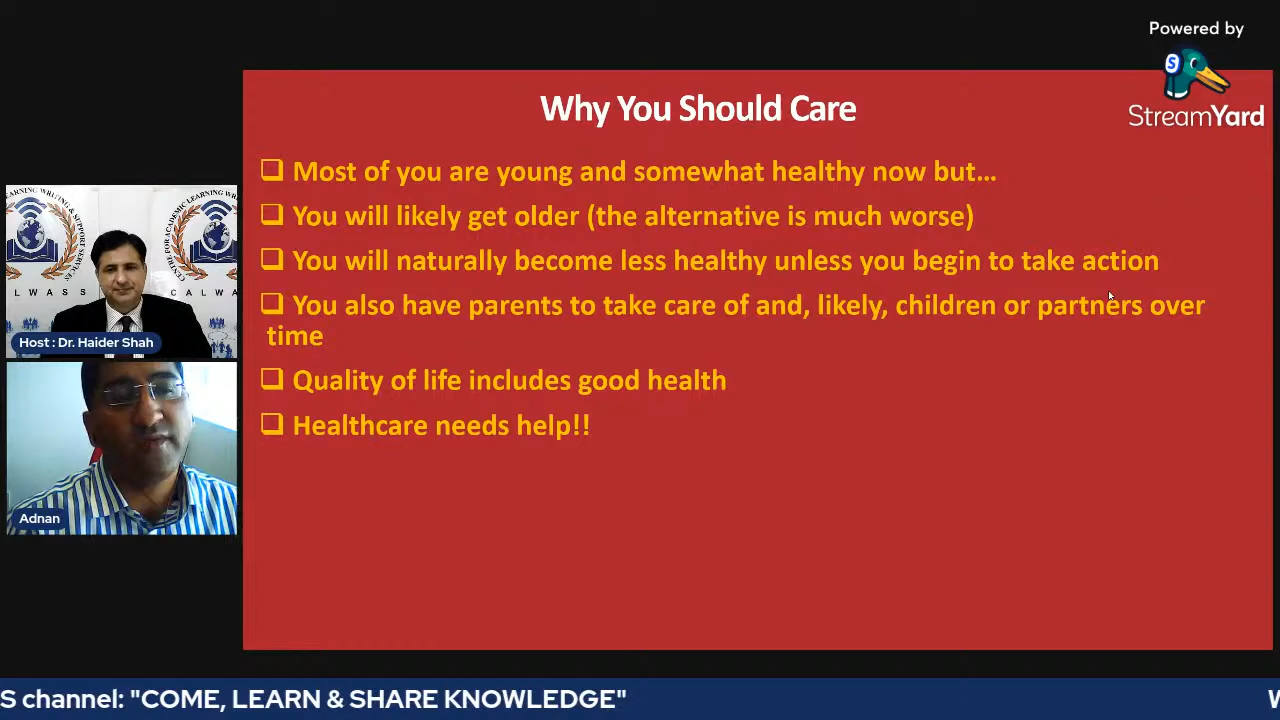 Powered by
StreamYard
Why You Should Care
Most of you are young and somewhat healthy now but…
You will likely get older (the alternative is much worse)
You will naturally become less healthy unless you begin to take action
You also have parents to take care of and, likely, children or partners over
time
Quality of life includes good health
Healthcare needs help!!
LWASS
CALWAS
Host : Dr. Haider Shah
Adnan
S channel: "COME, LEARN & SHARE KNOWLEDGE"
W